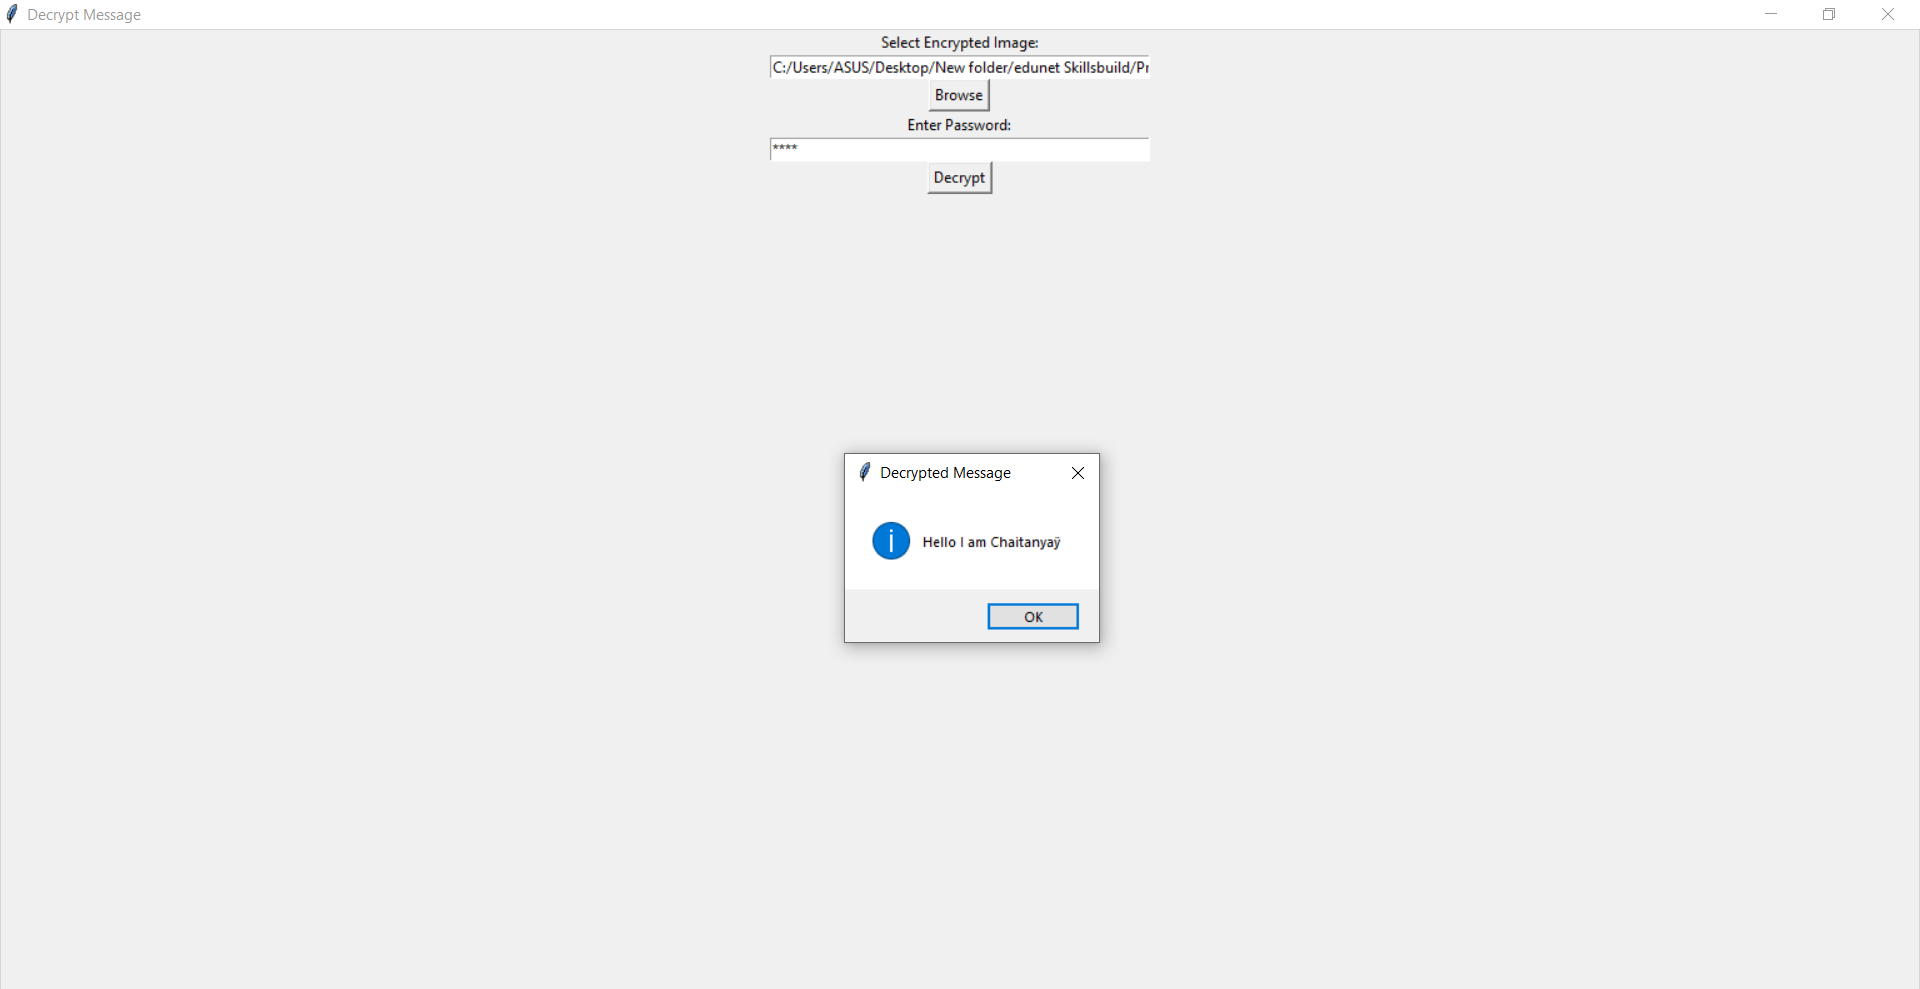 Decrypt Message
Select Encrypted Image:
C:/Users/ASUS/Desktop/New folder/edunet Skillsbuild/Pr
Browse
Enter Password:
****
Decrypt
Decrypted Message
Hello I am Chaitanyaÿ
OK